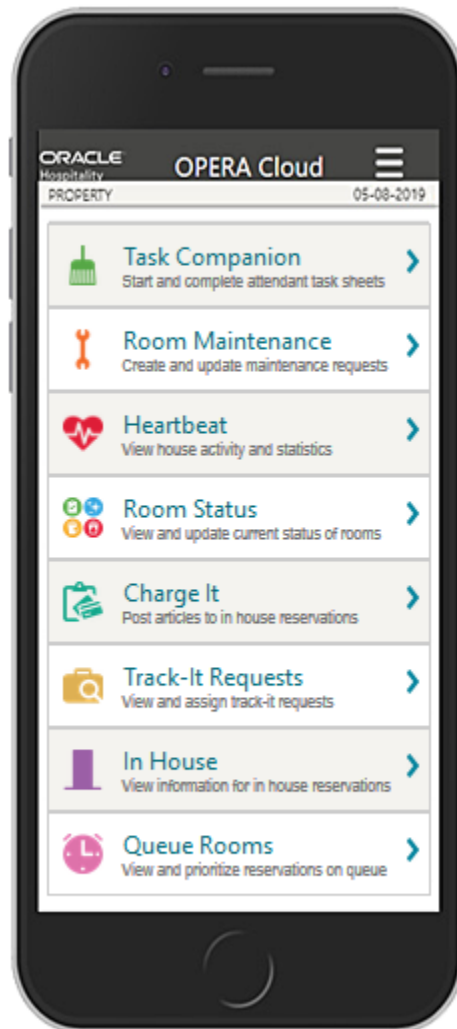 ORACLE
Hospitality
OPERA Cloud
PROPERTY 05-08-2019
Task Companion
Start and complete attendant task sheets
Room Maintenance
Create and update maintenance requests
Heartbeat
View house activity and statistics
Room Status
View and update current status of rooms
Charge It
Post articles to in house reservations
Track-It Requests
View and assign track-it requests
In House
View information for in house reservations
Queue Rooms
View and prioritize reservations on queue